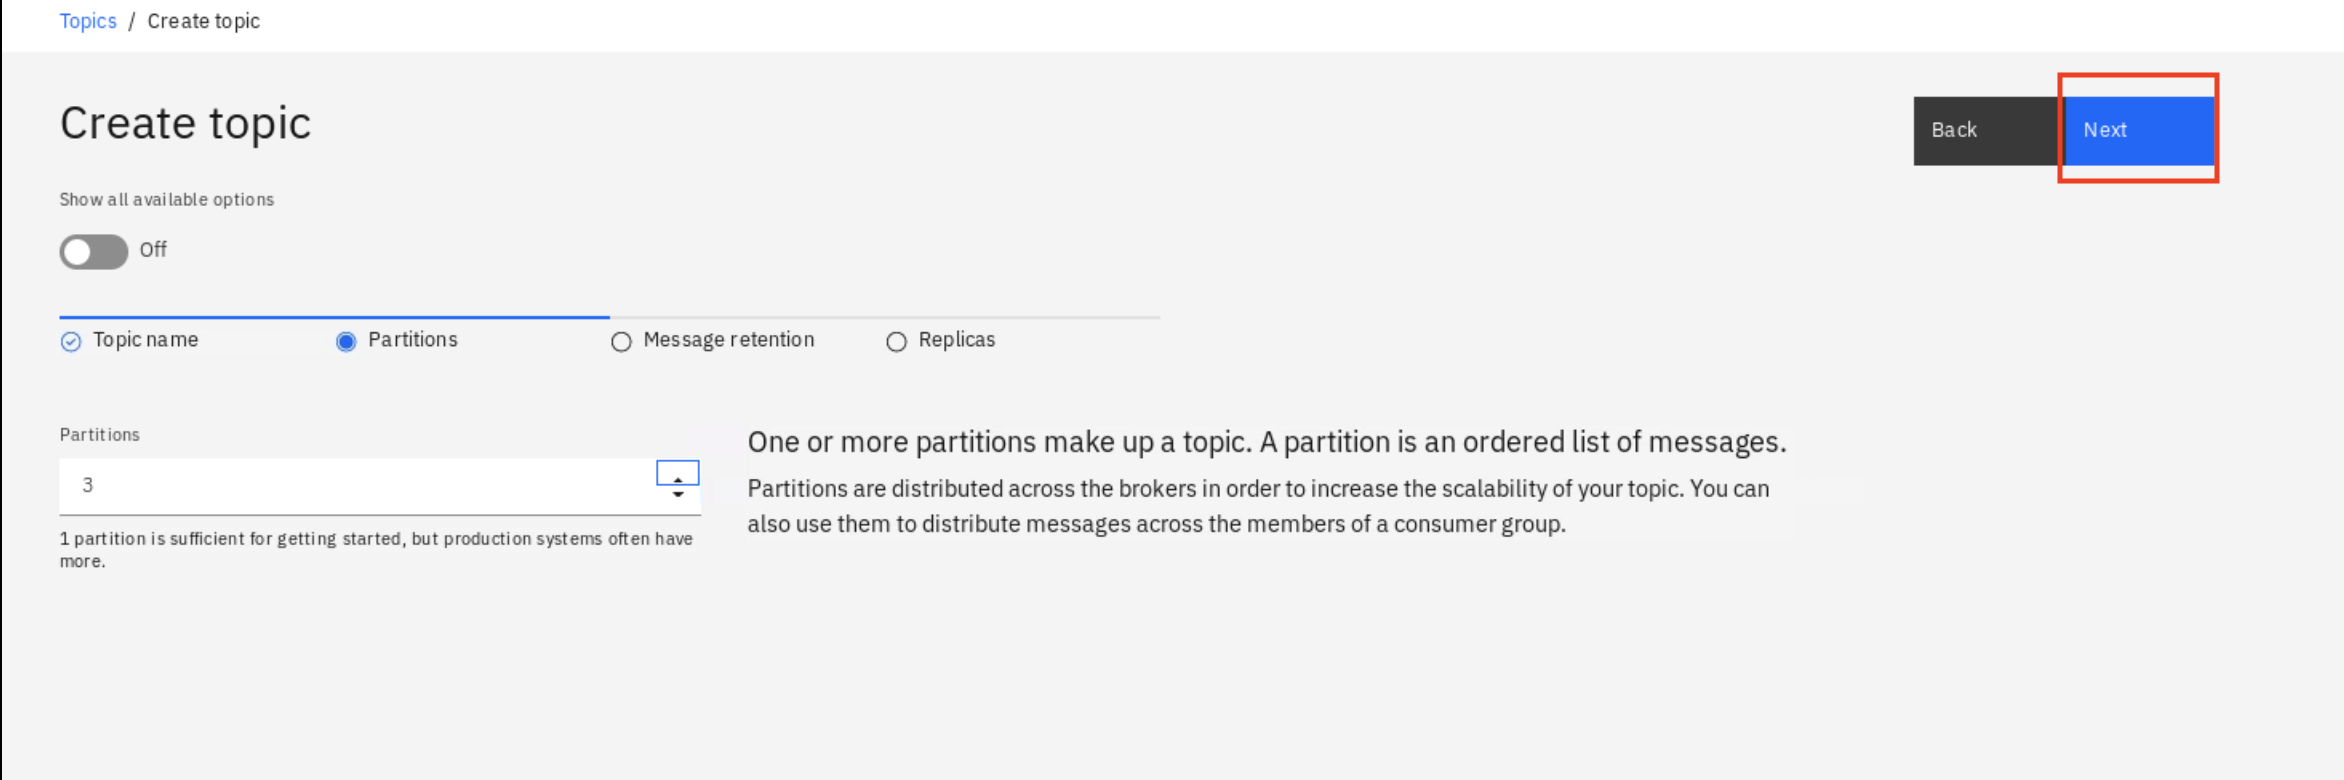 Topics / Create topic
Create topic
Back
Next
Show all available options
Off
Topic name
Partitions
Message retention
Replicas
Partitions
3
1 partition is sufficient for getting started, but production systems often have
more.
One or more partitions make up a topic. A partition is an ordered list of messages.
Partitions are distributed across the brokers in order to increase the scalability of your topic. You can
also use them to distribute messages across the members of a consumer group.